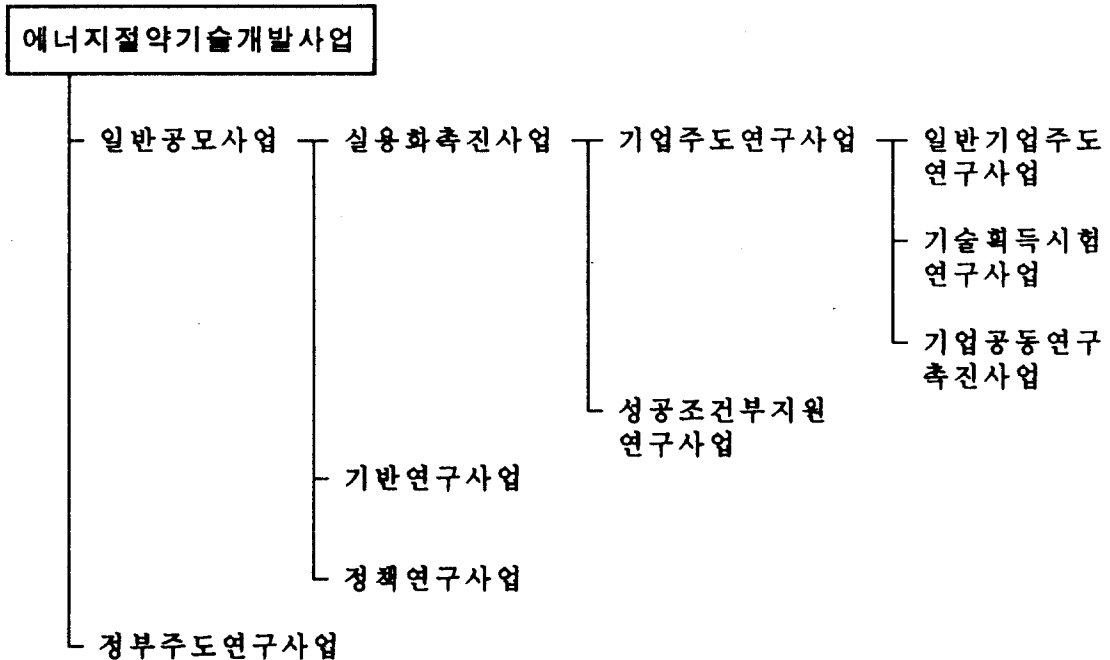 에너지절약기술개발사업
일반공모사업
실용화촉진사업
기업주도연구사업
일반기업주도
연구사업
기술획득시험
연구사업
기업공동연구
촉진사업
성공조건부지원
연구사업
기반연구사업
정책연구사업
정부주도연구사업